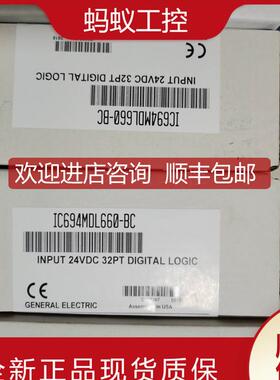 蚂蚁工控
INPUT 24VDC 32PT DIGITAL LOGIC
IC694MDL660-BC
欢迎进店咨询 顺丰包邮
IC694MDL660-BC
INPUT 24VDC 32PT DIGITAL LOGIC
CE
GENERAL ELECTRIC
USA
全新正品现货质保